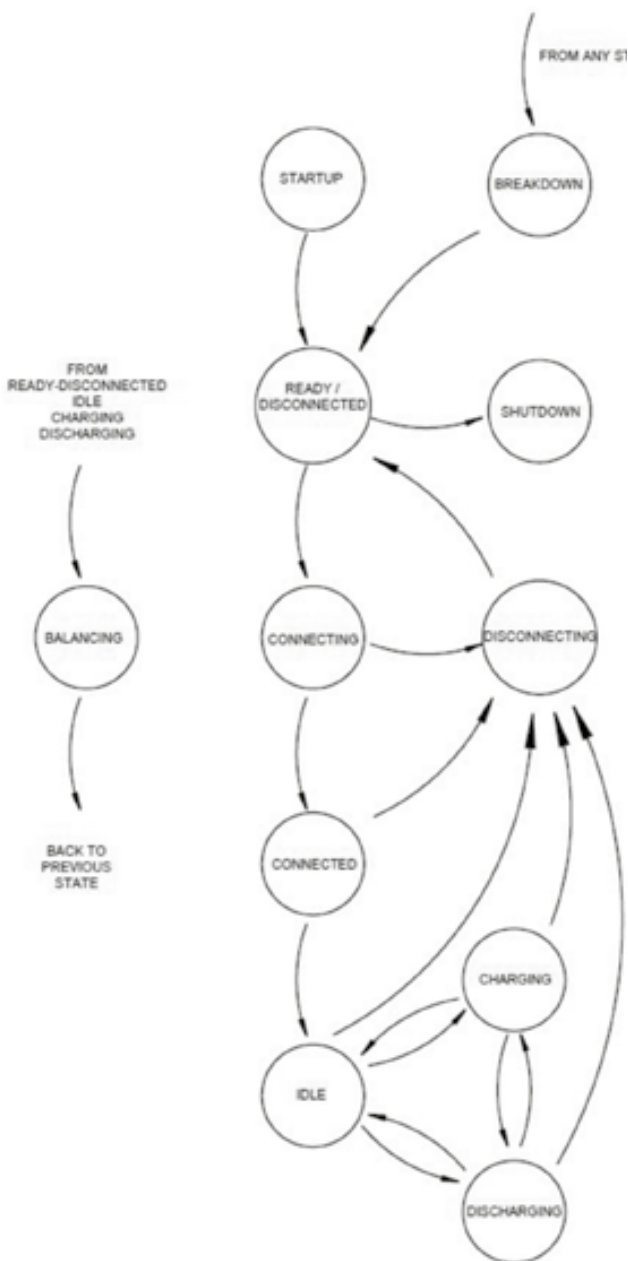 FROM ANY ST
STARTUP
BREAKDOWN
FROM
READY-DISCONNECTED
IDLE
CHARGING
DISCHARGING
READY /
DISCONNECTED
SHUTDOWN
BALANCING
CONNECTING
DISCONNECTING
BACK TO
PREVIOUS
STATE
CONNECTED
CHARGING
IDLE
DISCHARGING